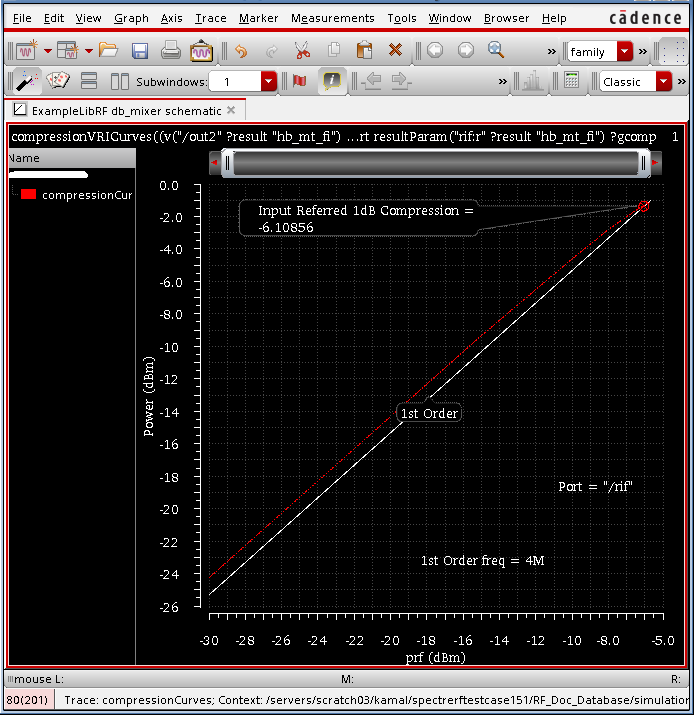 File Edit View Graph Axis Trace Marker Measurements Tools Window Browser Help cādence
» family »
Subwindows: 1 » Classic »
ExampleLibRF db_mixer schematic
compressionVRICurves((v("/out2" ?result "hb_mt_fi") ...rt resultParam("rif:r" ?result "hb_mt_fi") ?gcomp 1
Name
compressionCur
0.0
-2.0
-4.0
-6.0
-8.0
-10
-12
-14
-16
-18
-20
-22
-24
-26
Power (dBm)
Input Referred 1dB Compression =
-6.10856
1st Order
Port = "/rif"
1st Order freq = 4M
-30 -28 -26 -24 -22 -20 -18 -16 -14 -12 -10 -8.0 -5.0
prf (dBm)
mouse L: M: R:
80(201) Trace: compressionCurves; Context: /servers/scratch03/kamal/spectrerftestcase151/RF_Doc_Database/simulation